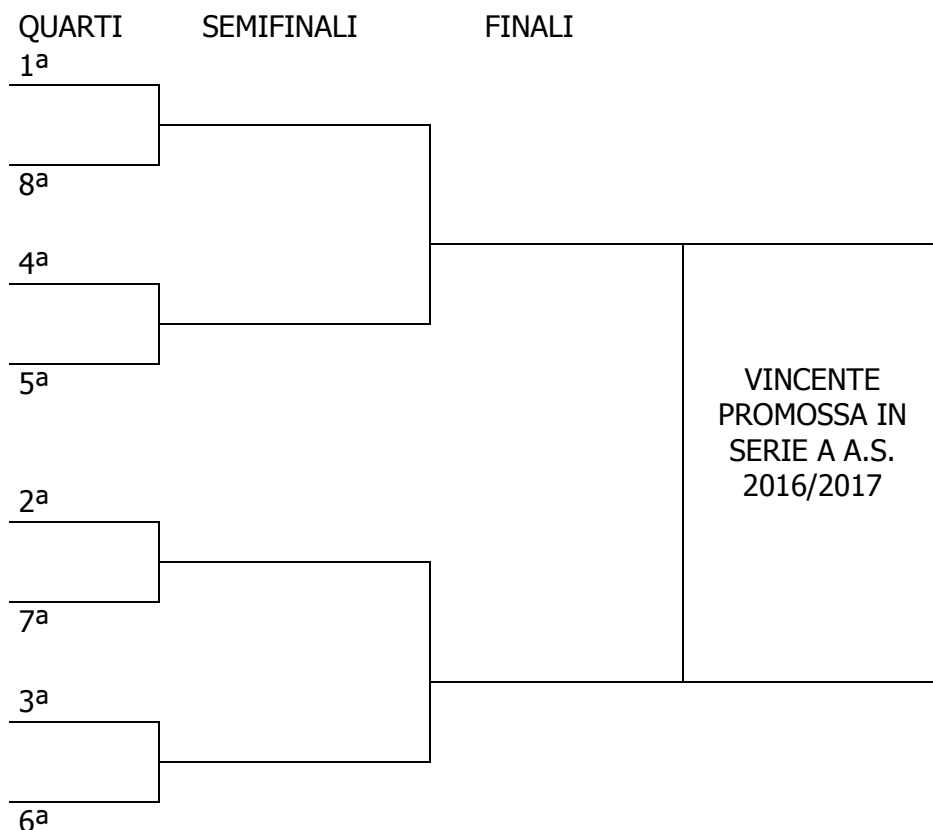 QUARTI SEMIFINALI FINALI
1ª
8ª
4ª
5ª
VINCENTE
PROMOSSA IN
SERIE A A.S.
2016/2017
2ª
7ª
3ª
6ª